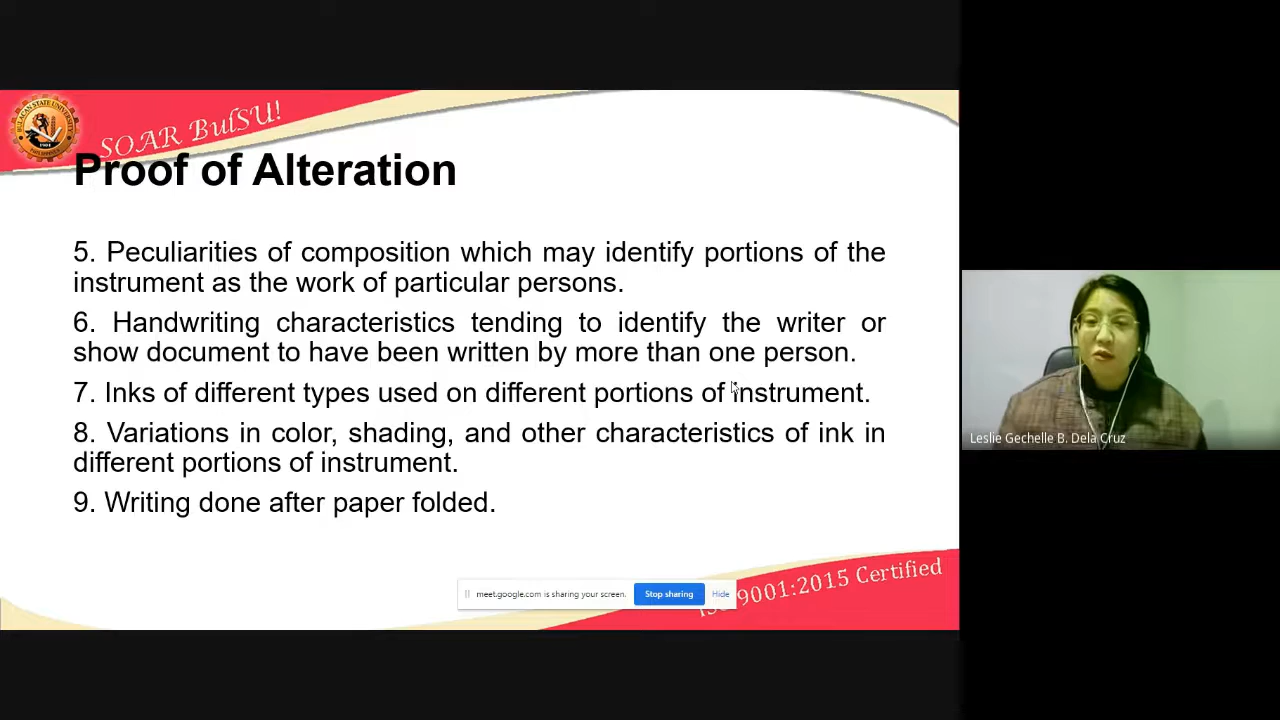 SOAR BulSU!
Proof of Alteration
5. Peculiarities of composition which may identify portions of the
instrument as the work of particular persons.
6. Handwriting characteristics tending to identify the writer or
show document to have been written by more than one person.
7. Inks of different types used on different portions of instrument.
8. Variations in color, shading, and other characteristics of ink in
different portions of instrument.
9. Writing done after paper folded.
Leslie Gechelle B. Dela Cruz
meet.google.com is sharing your screen.
Stop sharing
Hide
ISO 9001:2015 Certified